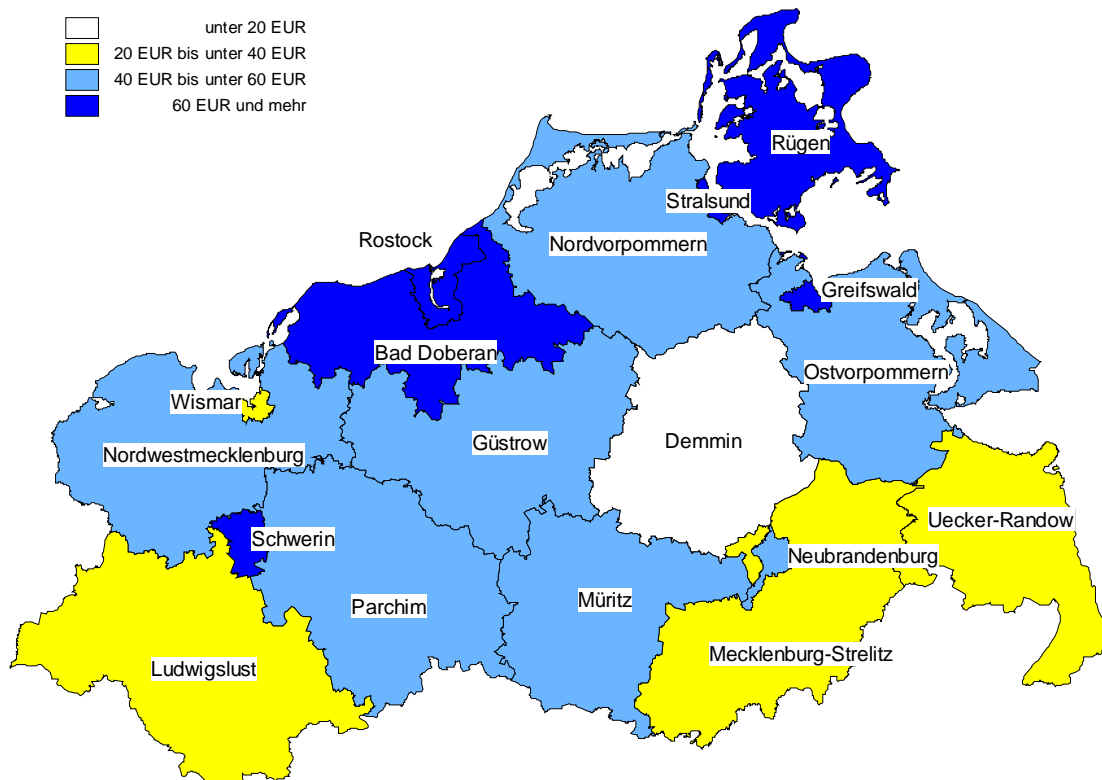 unter 20 EUR
20 EUR bis unter 40 EUR
40 EUR bis unter 60 EUR
60 EUR und mehr
Rügen
Stralsund
Rostock
Nordvorpommern
Greifswald
Bad Doberan
Ostvorpommern
Wismar
Güstrow
Demmin
Nordwestmecklenburg
Uecker-Randow
Schwerin
Neubrandenburg
Parchim
Müritz
Mecklenburg-Strelitz
Ludwigslust